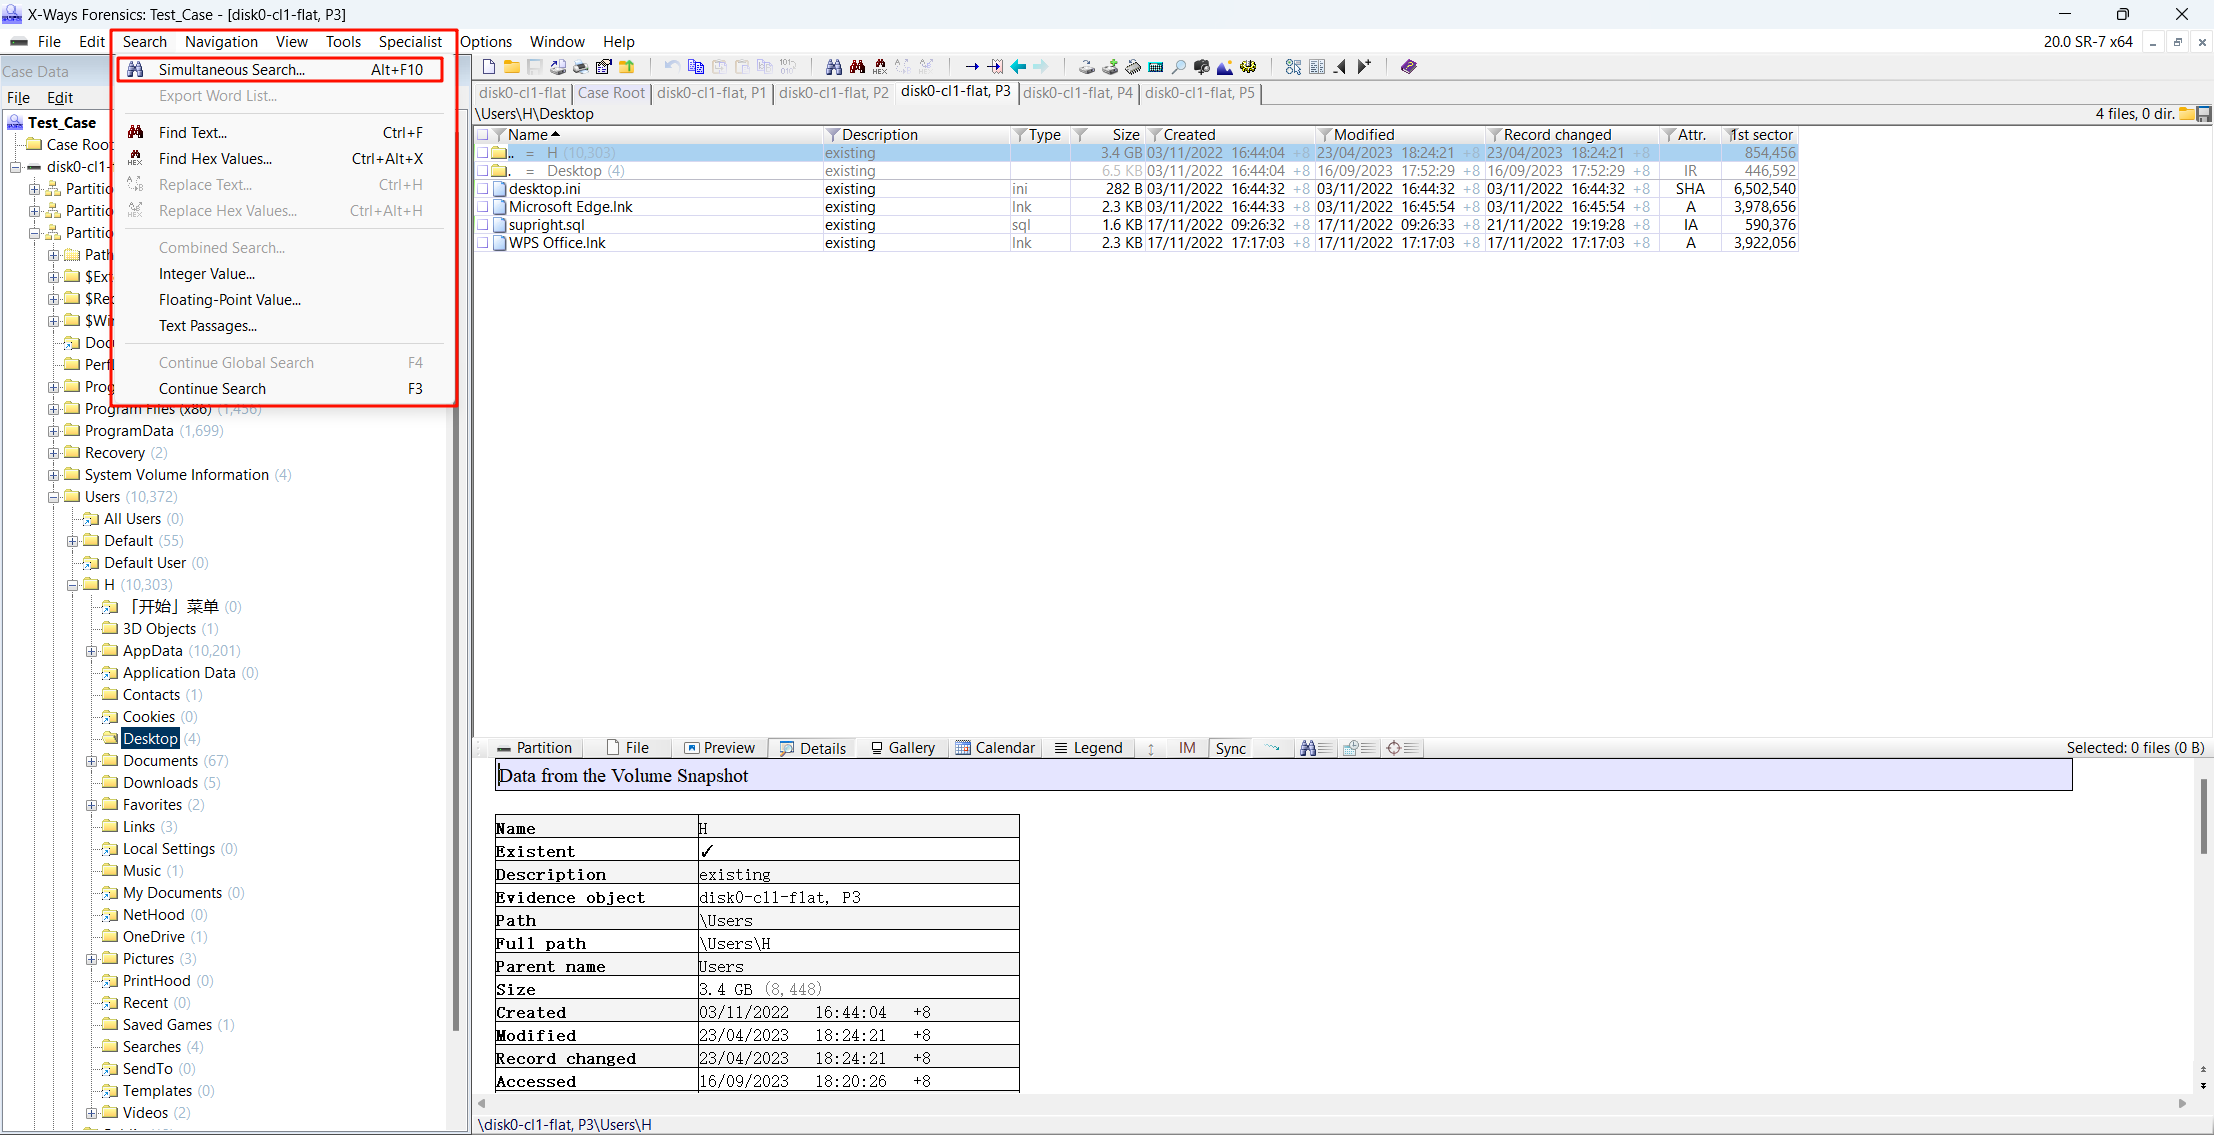 X-Ways Forensics: Test_Case - [disk0-cl1-flat, P3]
File Edit Search Navigation View Tools Specialist Options Window Help
20.0 SR-7 x64
Case Data
File Edit
Simultaneous Search... Alt+F10
Export Word List...
Find Text... Ctrl+F
Find Hex Values... Ctrl+Alt+X
Replace Text... Ctrl+H
Replace Hex Values... Ctrl+Alt+H
Combined Search...
Integer Value...
Floating-Point Value...
Text Passages...
Continue Global Search F4
Continue Search F3
Test_Case
Case Root
disk0-cl1-
Partitio
Partitio
Partitio
Path
$Ext
$Rec
$Wi
Doc
Perf
Prog
Program Files (x86) (1,456)
ProgramData (1,699)
Recovery (2)
System Volume Information (4)
Users (10,372)
All Users (0)
Default (55)
Default User (0)
H (10,303)
「开始」菜单 (0)
3D Objects (1)
AppData (10,201)
Application Data (0)
Contacts (1)
Cookies (0)
Desktop (4)
Documents (67)
Downloads (5)
Favorites (2)
Links (3)
Local Settings (0)
Music (1)
My Documents (0)
NetHood (0)
OneDrive (1)
Pictures (3)
PrintHood (0)
Recent (0)
Saved Games (1)
Searches (4)
SendTo (0)
Templates (0)
Videos (2)
disk0-cl1-flat Case Root disk0-cl1-flat, P1 disk0-cl1-flat, P2 disk0-cl1-flat, P3 disk0-cl1-flat, P4 disk0-cl1-flat, P5
\Users\H\Desktop
4 files, 0 dir.
Name Description Type Size Created Modified Record changed Attr. 1st sector
.. = H (10,303) existing 3.4 GB 03/11/2022 16:44:04 +8 23/04/2023 18:24:21 +8 23/04/2023 18:24:21 +8 854,456
. = Desktop (4) existing 6.5 KB 03/11/2022 16:44:04 +8 16/09/2023 17:52:29 +8 16/09/2023 17:52:29 +8 IR 446,592
desktop.ini existing ini 282 B 03/11/2022 16:44:32 +8 03/11/2022 16:44:32 +8 03/11/2022 16:44:32 +8 SHA 6,502,540
Microsoft Edge.lnk existing lnk 2.3 KB 03/11/2022 16:44:33 +8 03/11/2022 16:45:54 +8 03/11/2022 16:45:54 +8 A 3,978,656
supright.sql existing sql 1.6 KB 17/11/2022 09:26:32 +8 17/11/2022 09:26:33 +8 21/11/2022 19:19:28 +8 IA 590,376
WPS Office.lnk existing lnk 2.3 KB 17/11/2022 17:17:03 +8 17/11/2022 17:17:03 +8 17/11/2022 17:17:03 +8 A 3,922,056
Partition File Preview Details Gallery Calendar Legend IM Sync
Selected: 0 files (0 B)
Data from the Volume Snapshot
Name H
Existent ✓
Description existing
Evidence object disk0-cl1-flat, P3
Path \Users
Full path \Users\H
Parent name Users
Size 3.4 GB (8,448)
Created 03/11/2022 16:44:04 +8
Modified 23/04/2023 18:24:21 +8
Record changed 23/04/2023 18:24:21 +8
Accessed 16/09/2023 18:20:26 +8
\disk0-cl1-flat, P3\Users\H